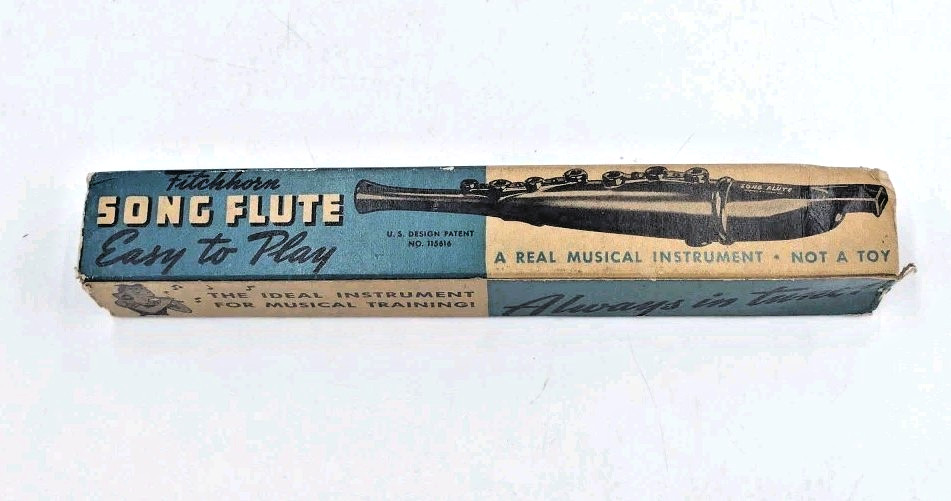 Fitchhorn
SONG FLUTE
Easy to Play
U. S. DESIGN PATENT
NO. 115616
SONG FLUTE
A REAL MUSICAL INSTRUMENT • NOT A TOY
THE IDEAL INSTRUMENT
FOR MUSICAL TRAINING!
Always in tune!